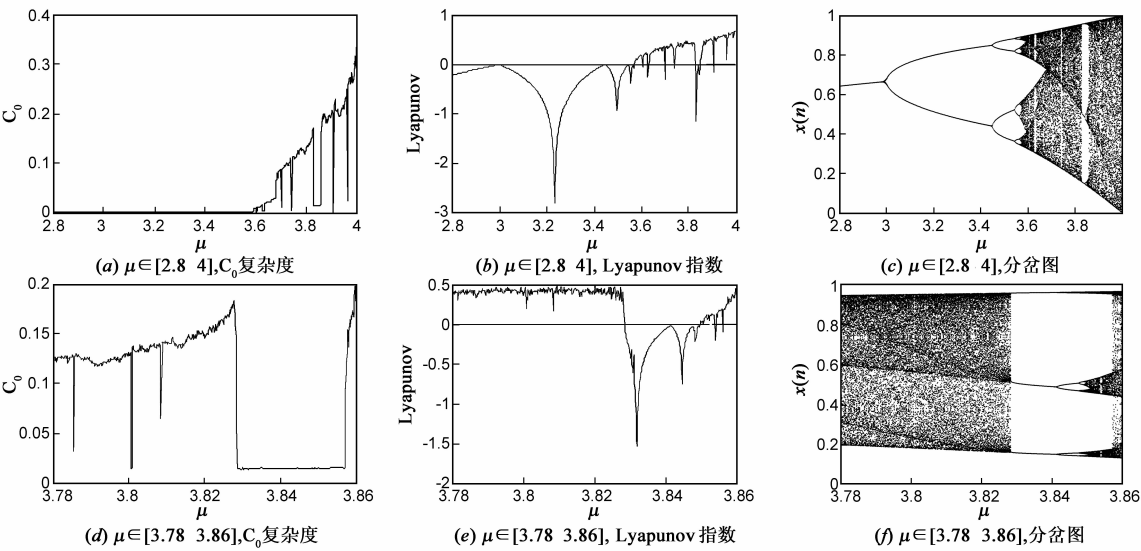 0.4
0.3
0.2
0.1
0
C₀
2.8 3 3.2 3.4 3.6 3.8 4
μ
(a) μ∈[2.8 4],C₀复杂度
1
0
-1
-2
-3
Lyapunov
2.8 3 3.2 3.4 3.6 3.8 4
μ
(b) μ∈[2.8 4], Lyapunov 指数
1
0.8
0.6
0.4
0.2
0
x(n)
2.8 3 3.2 3.4 3.6 3.8
μ
(c) μ∈[2.8 4],分岔图
0.2
0.15
0.1
0.05
0
C₀
3.78 3.8 3.82 3.84 3.86
μ
(d) μ∈[3.78 3.86],C₀复杂度
0.5
0
-0.5
-1
-1.5
-2
Lyapunov
3.78 3.8 3.82 3.84 3.86
μ
(e) μ∈[3.78 3.86], Lyapunov 指数
1
0.8
0.6
0.4
0.2
0
x(n)
3.78 3.8 3.82 3.84 3.86
μ
(f) μ∈[3.78 3.86],分岔图